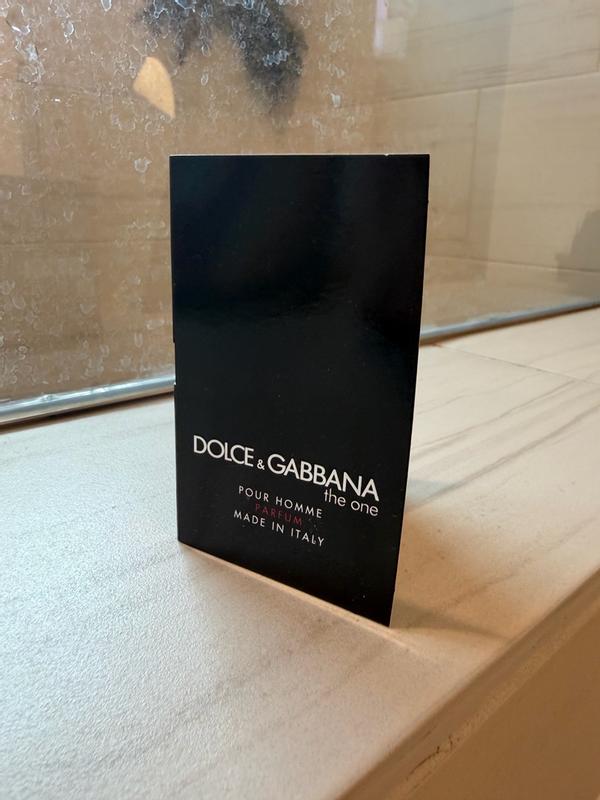 DOLCE & GABBANA
the one
POUR HOMME
PARFUM
MADE IN ITALY